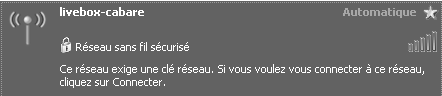 livebox-cabare Automatique
Réseau sans fil sécurisé
Ce réseau exige une clé réseau. Si vous voulez vous connecter à ce réseau,
cliquez sur Connecter.